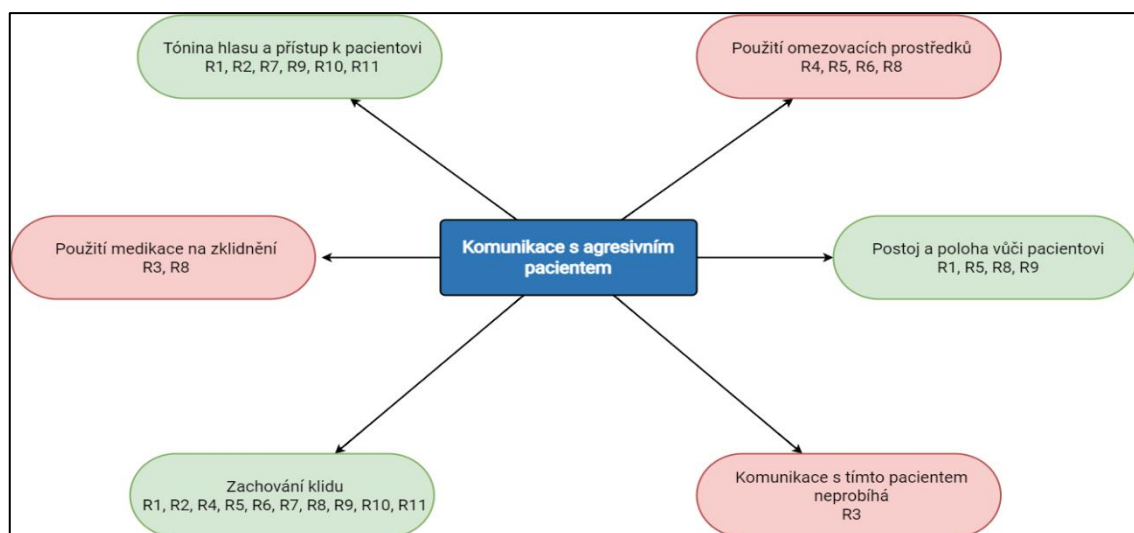 Tónina hlasu a přístup k pacientovi
R1, R2, R7, R9, R10, R11
Použití omezovacích prostředků
R4, R5, R6, R8
Použití medikace na zklidnění
R3, R8
Komunikace s agresivním
pacientem
Postoj a poloha vůči pacientovi
R1, R5, R8, R9
Zachování klidu
R1, R2, R4, R5, R6, R7, R8, R9, R10, R11
Komunikace s tímto pacientem
neprobíhá
R3